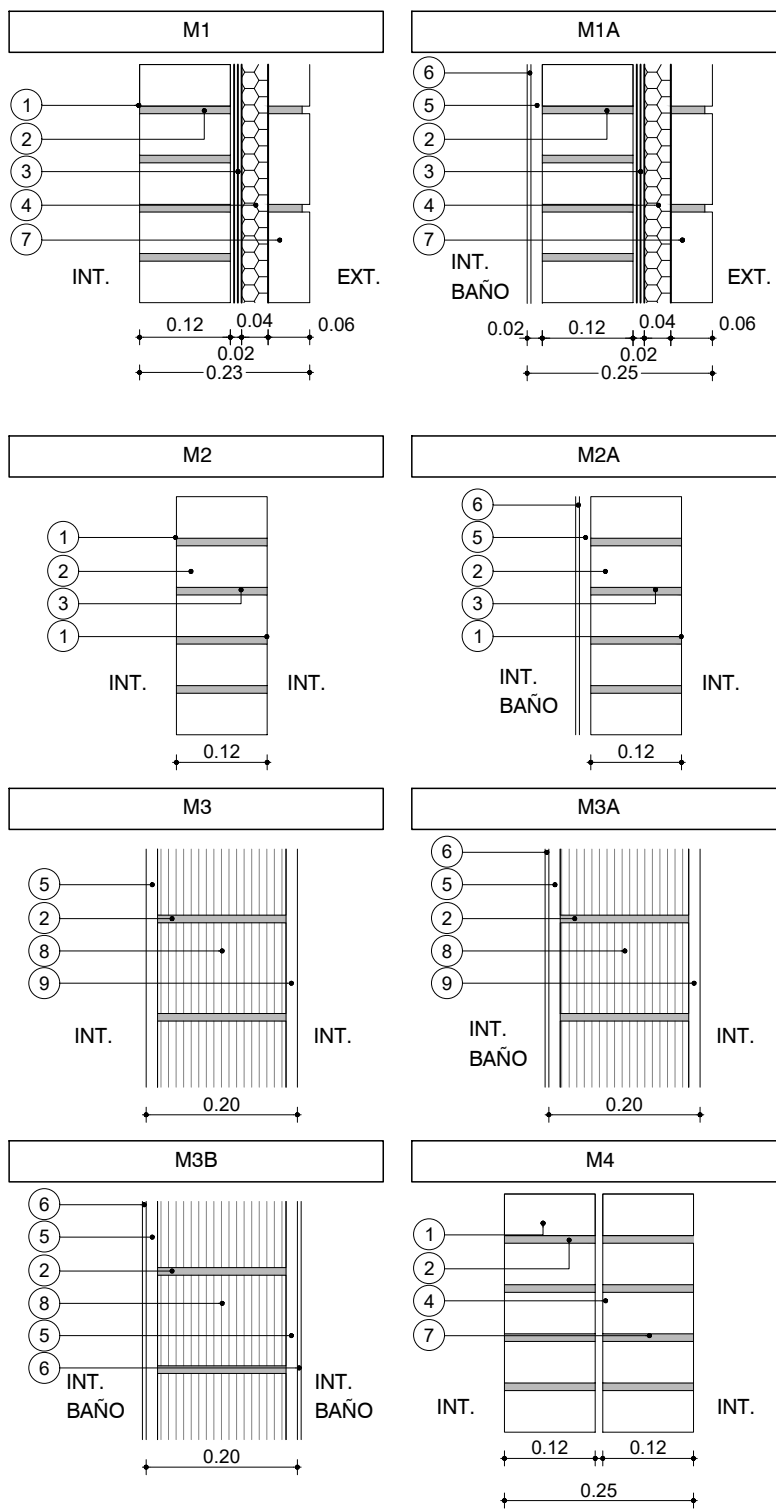 M1
1
2
3
4
7
INT.
EXT.
0.12
0.04
0.06
0.02
0.23
M1A
6
5
2
3
4
7
INT.
BAÑO
EXT.
0.02
0.12
0.04
0.06
0.02
0.25
M2
1
2
3
1
INT.
INT.
0.12
M2A
6
5
2
3
1
INT.
BAÑO
INT.
0.12
M3
5
2
8
9
INT.
INT.
0.20
M3A
6
5
2
8
9
INT.
BAÑO
INT.
0.20
M3B
6
5
2
8
5
6
INT.
BAÑO
INT.
BAÑO
0.20
M4
1
2
4
7
INT.
INT.
0.12
0.12
0.25